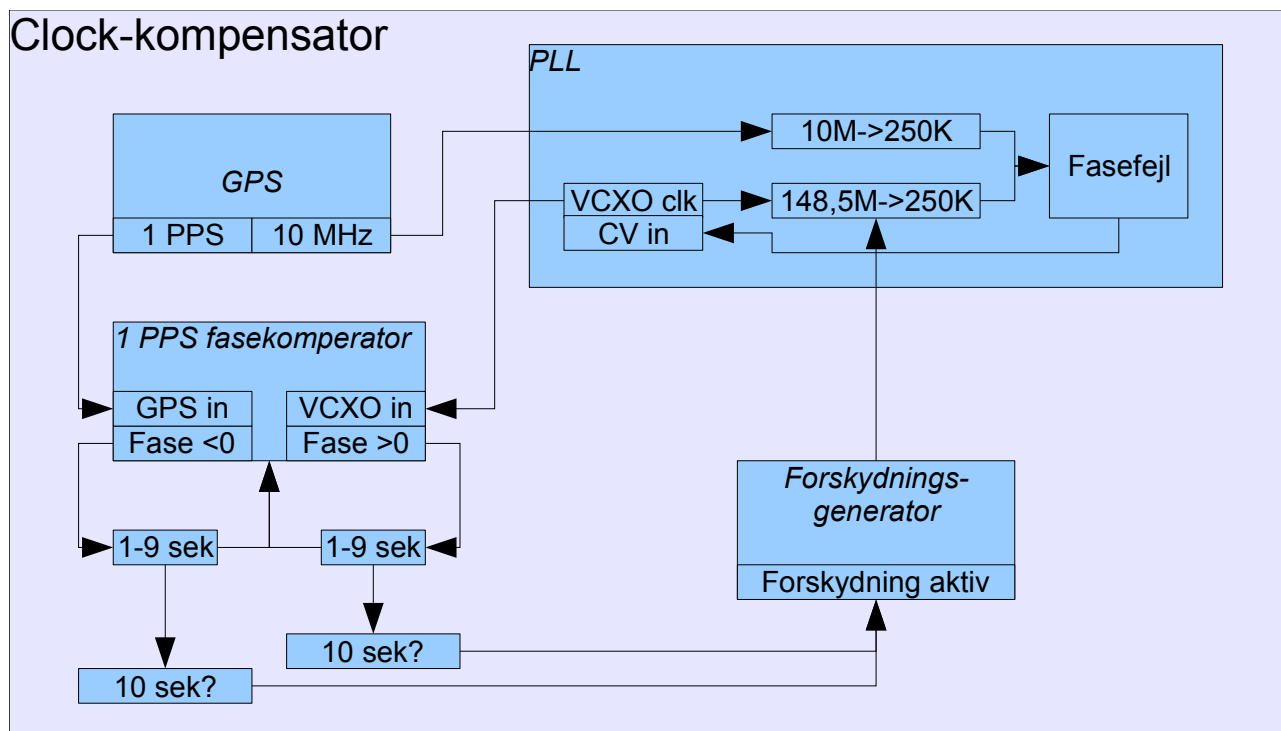 Clock-kompensator
PLL
10M->250K
Fasefejl
GPS
VCXO clk
148,5M->250K
1 PPS
10 MHz
CV in
1 PPS fasekomperator
GPS in
VCXO in
Fase <0
Fase >0
Forskydnings-
generator
1-9 sek
1-9 sek
Forskydning aktiv
10 sek?
10 sek?